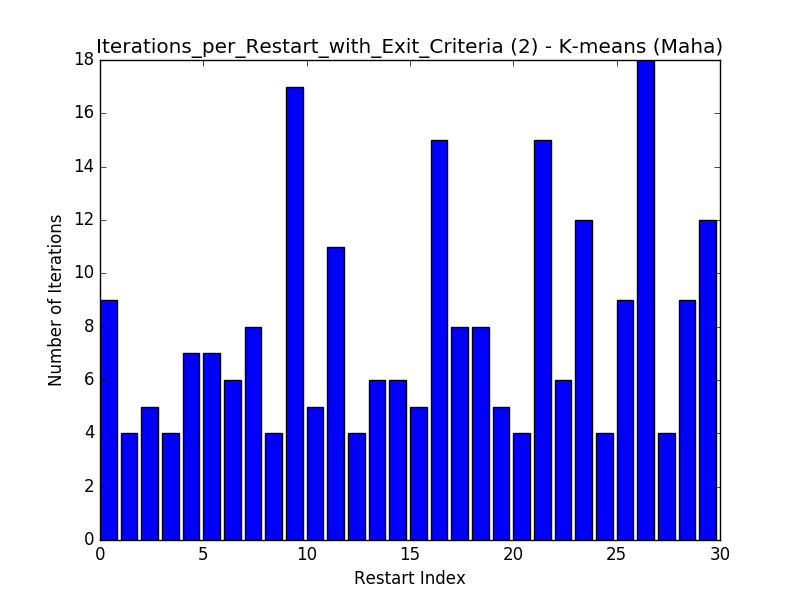 Iterations_per_Restart_with_Exit_Criteria (2) - K-means (Maha)
18
16
14
12
10
8
6
4
2
0
Number of Iterations
0 5 10 15 20 25 30
Restart Index